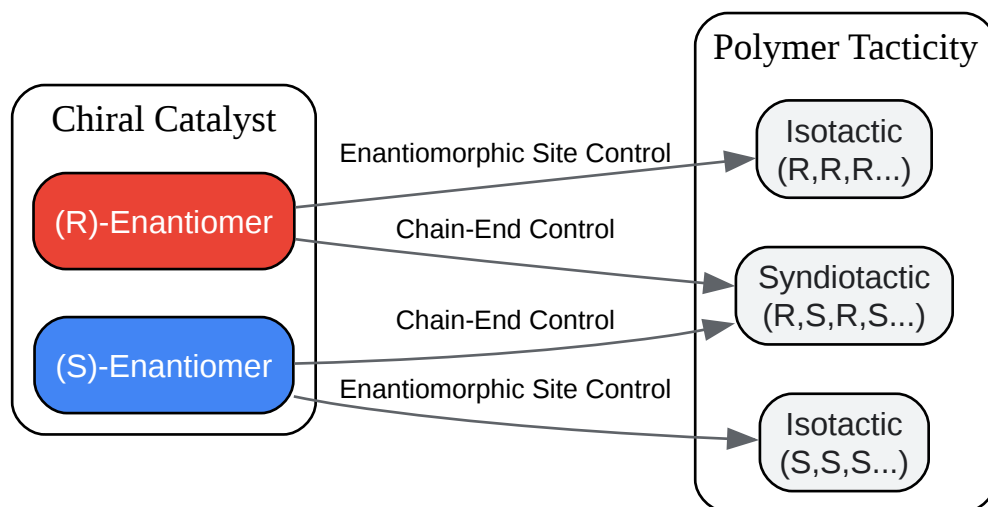 Chiral Catalyst
(R)-Enantiomer
(S)-Enantiomer
Enantiomorphic Site Control
Chain-End Control
Chain-End Control
Enantiomorphic Site Control
Polymer Tacticity
Isotactic
(R,R,R...)
Syndiotactic
(R,S,R,S...)
Isotactic
(S,S,S...)